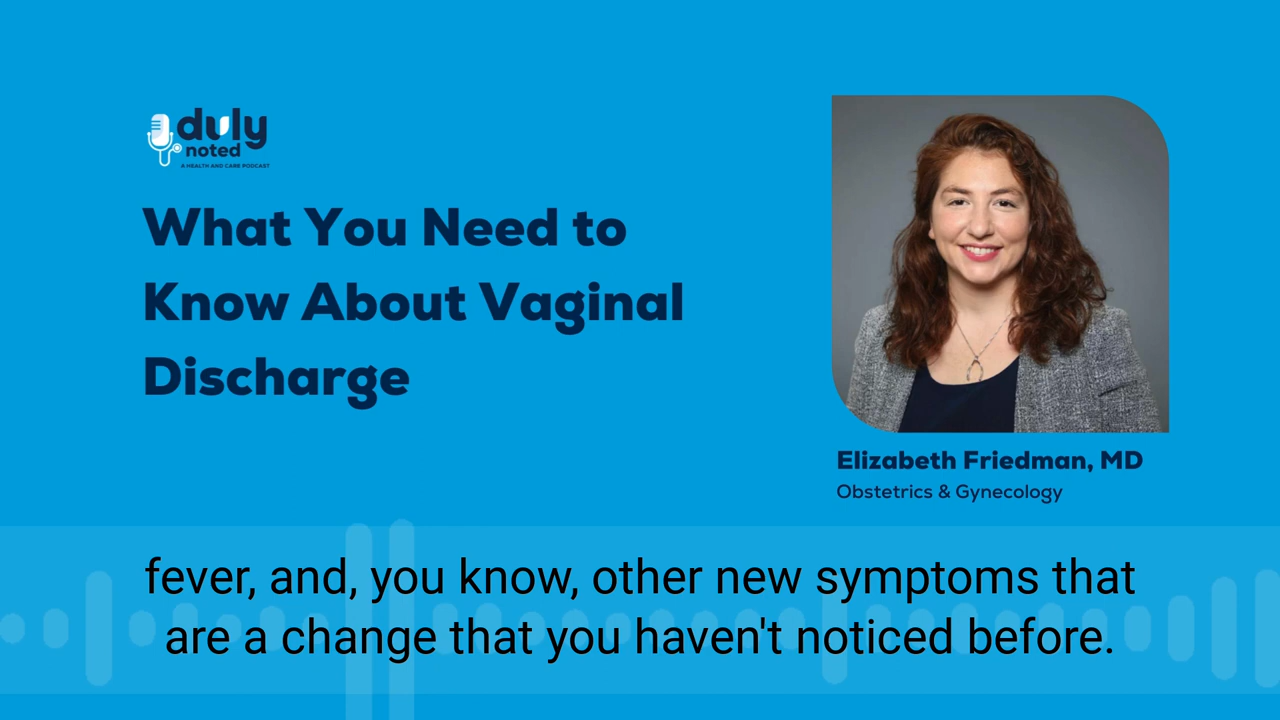 duly
noted
A HEALTH AND CARE PODCAST
What You Need to
Know About Vaginal
Discharge
Elizabeth Friedman, MD
Obstetrics & Gynecology
fever, and, you know, other new symptoms that
are a change that you haven't noticed before.